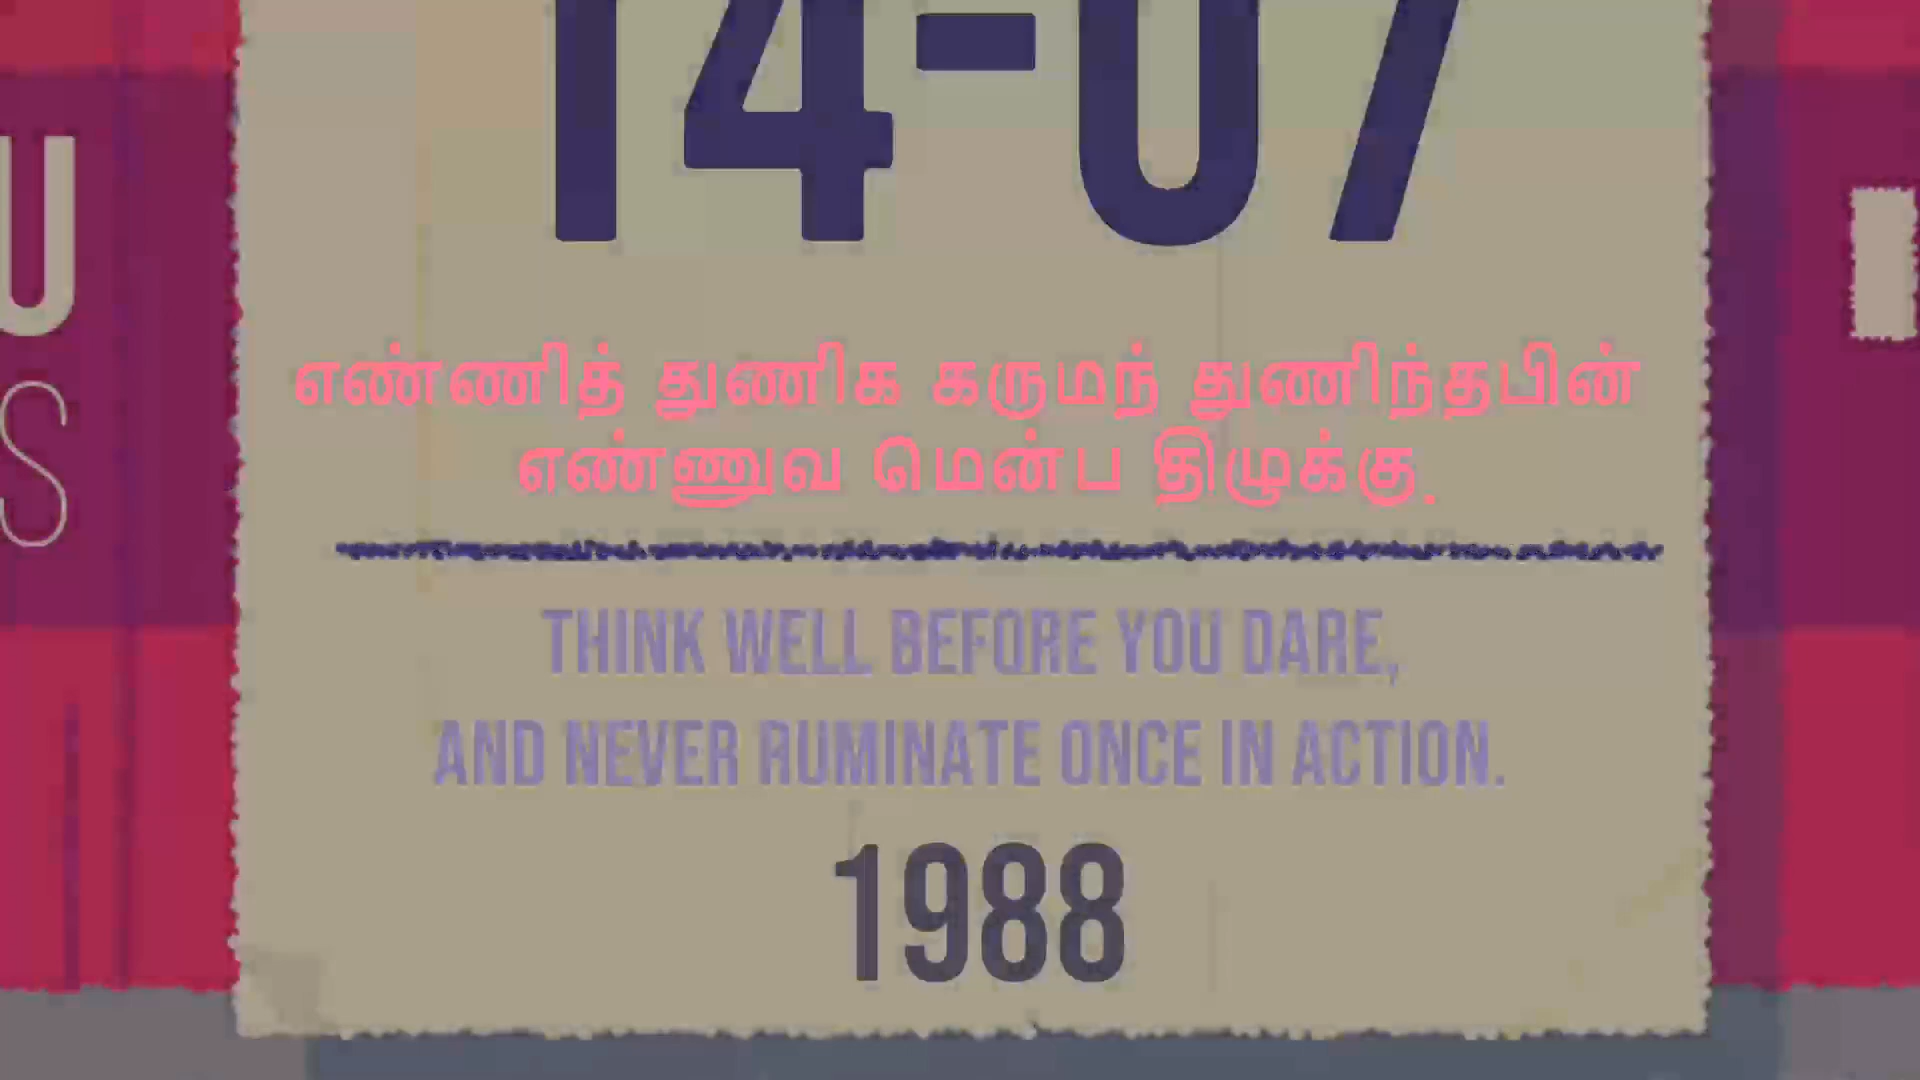 14-07
U
S
எண்ணித் துணிக கருமந் துணிந்தபின்
எண்ணுவ மென்ப திழுக்கு.
THINK WELL BEFORE YOU DARE,
AND NEVER RUMINATE ONCE IN ACTION.
1988